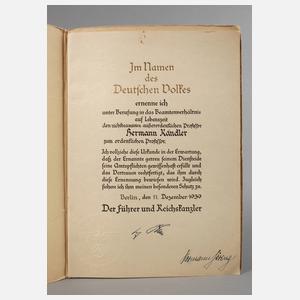 Im Namen
des
Deutschen Volkes
ernenne ich
unter Berufung in das Beamtenverhältnis
auf Lebenszeit
den nichtbeamteten außerordentlichen Professor
Hermann Kändler
zum ordentlichen Professor.
Ich vollziehe diese Urkunde in der Erwartung,
daß der Ernannte getreu seinem Diensteide
seine Amtspflichten gewissenhaft erfüllt und
das Vertrauen rechtfertigt, das ihm durch
diese Ernennung bewiesen wird. Zugleich
sichere ich ihm meinen besonderen Schutz zu.
Berlin, den 11. Dezember 1939
Der Führer und Reichskanzler